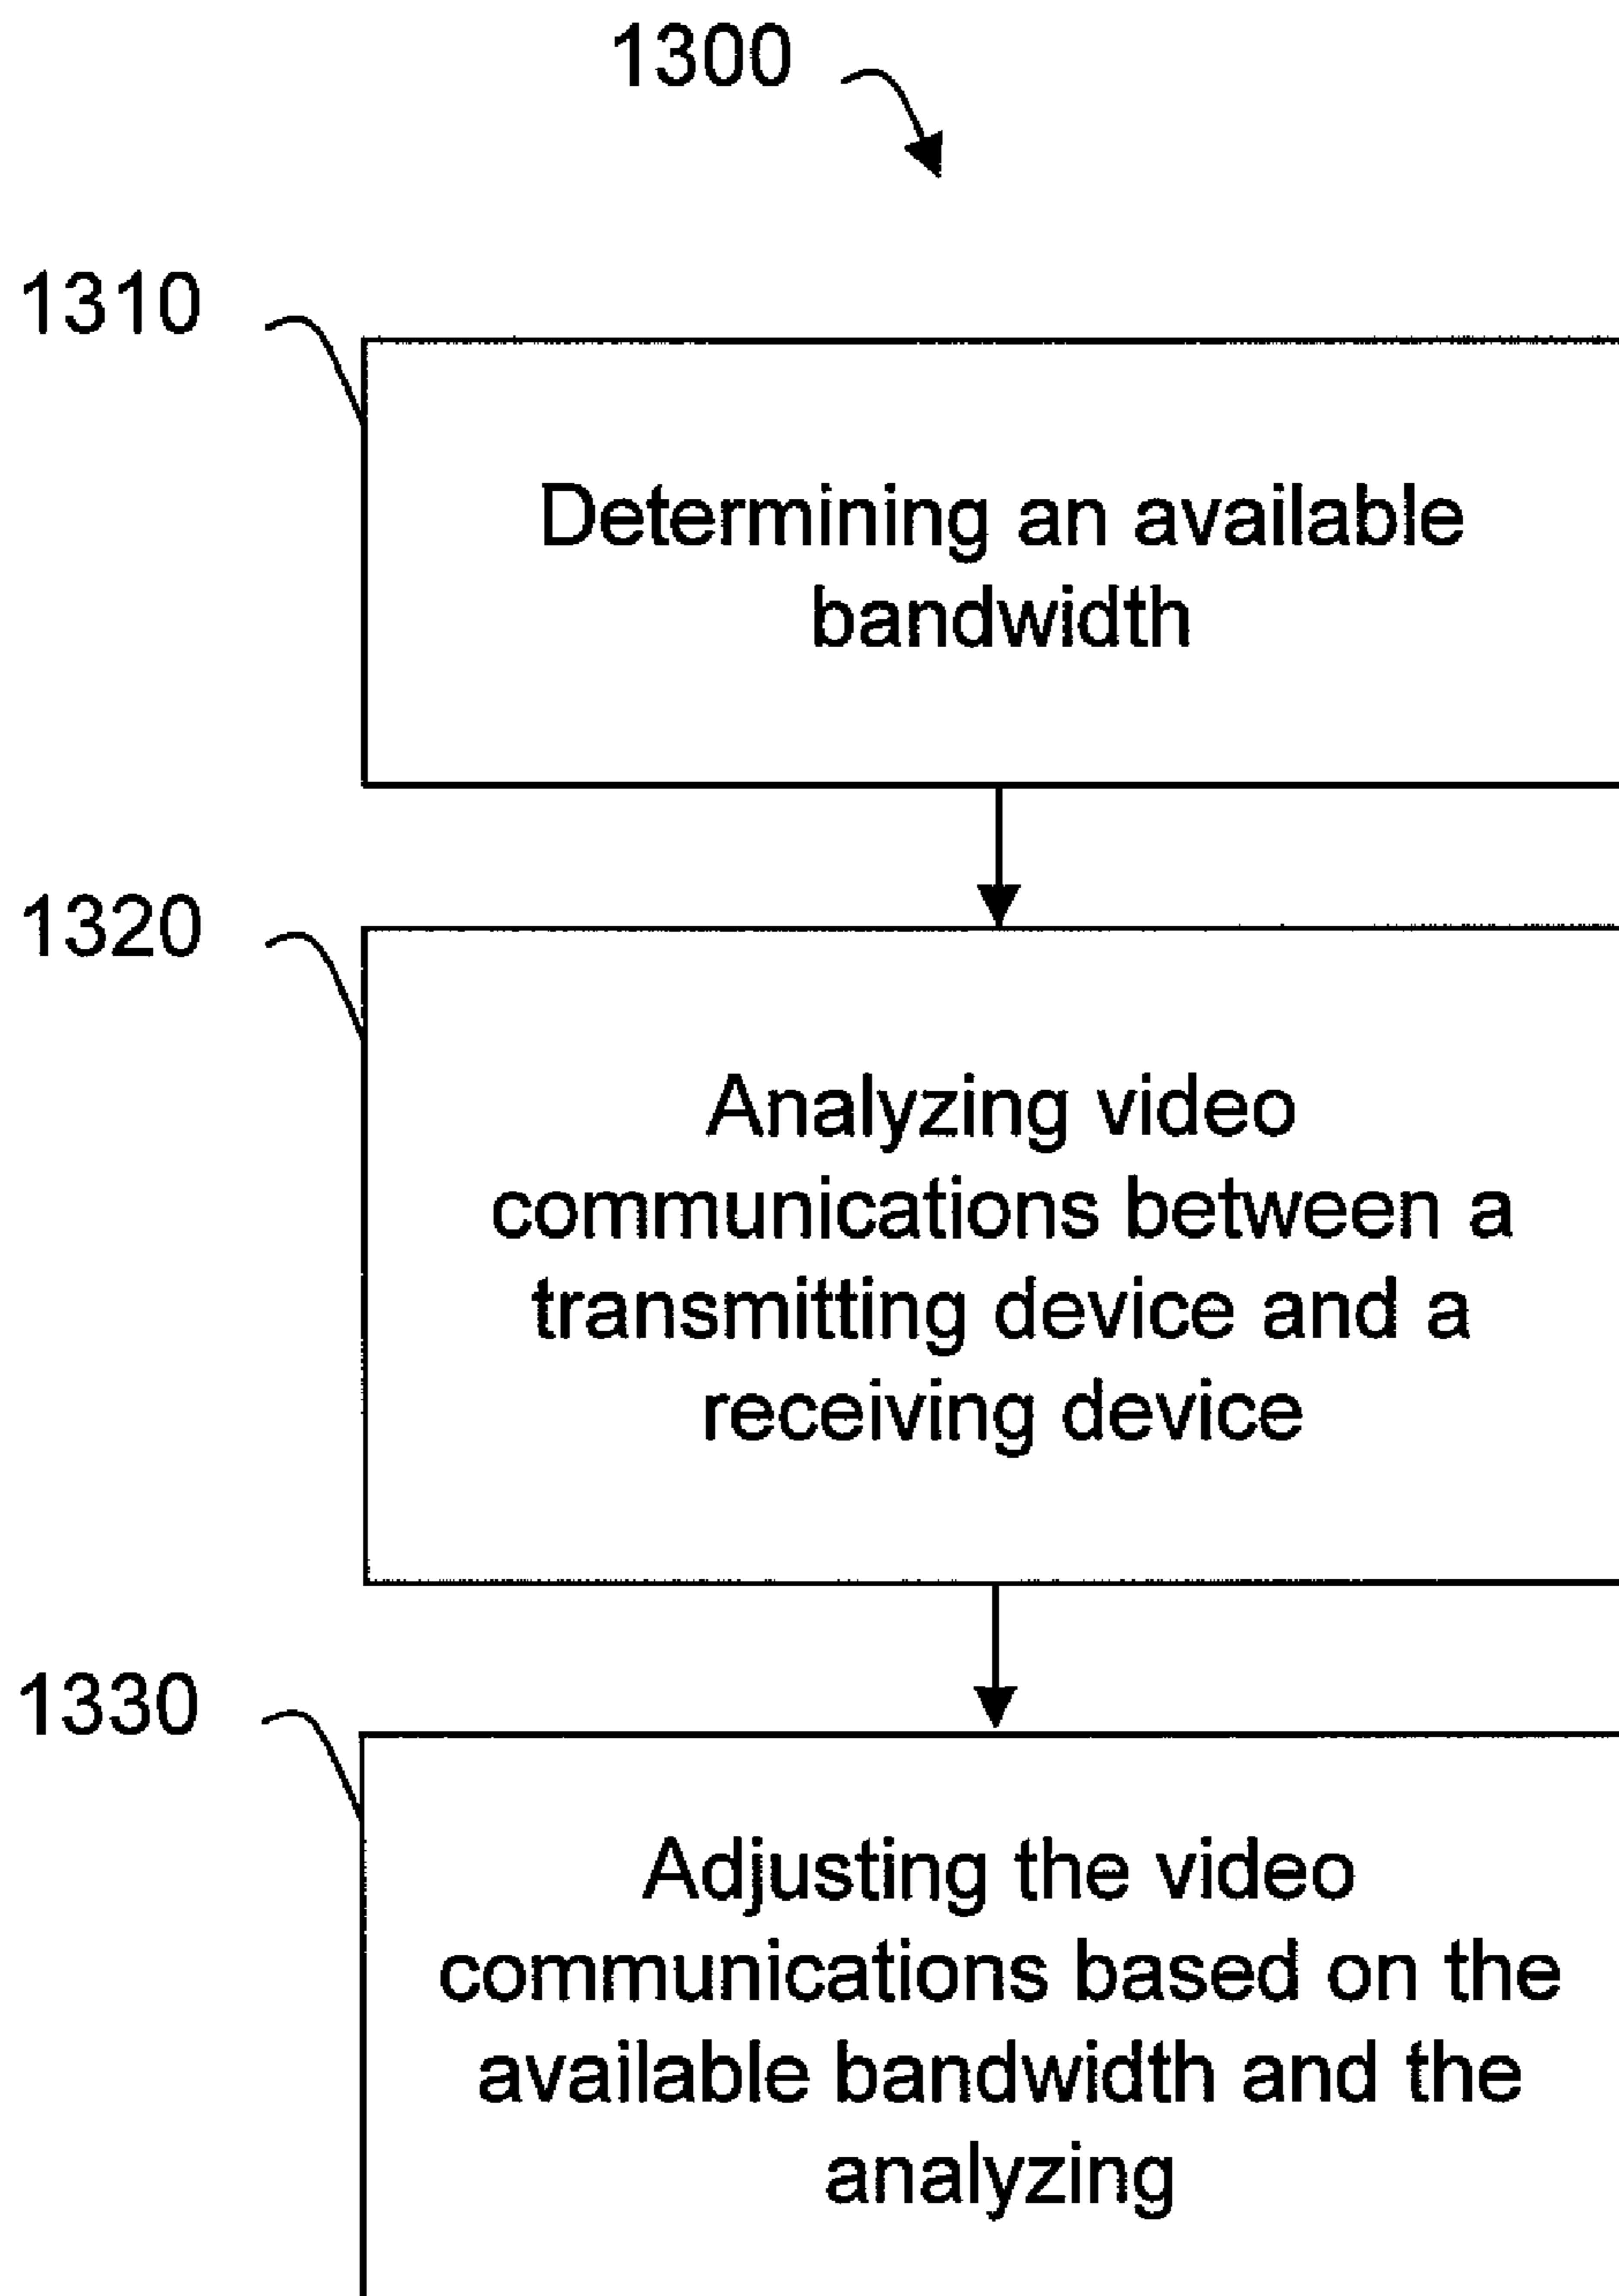 1300
1310
Determining an available
bandwidth
1320
Analyzing video
communications between a
transmitting device and a
receiving device
1330
Adjusting the video
communications based on the
available bandwidth and the
analyzing